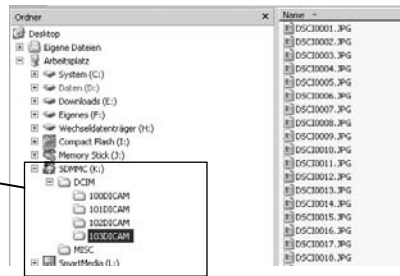 Ordner
Desktop
Eigene Dateien
Arbeitsplatz
System (C:)
Daten (D:)
Downloads (E:)
Eigenes (F:)
Wechseldatenträger (H:)
Compact Flash (I:)
Memory Stick (J:)
SDMMC (K:)
DCIM
100DICAM
101DICAM
102DICAM
103DICAM
MISC
SmartMedia (L:)
Name
DSCI0001.JPG
DSCI0002.JPG
DSCI0003.JPG
DSCI0004.JPG
DSCI0005.JPG
DSCI0006.JPG
DSCI0007.JPG
DSCI0008.JPG
DSCI0009.JPG
DSCI0010.JPG
DSCI0011.JPG
DSCI0012.JPG
DSCI0013.JPG
DSCI0014.JPG
DSCI0015.JPG
DSCI0016.JPG
DSCI0017.JPG
DSCI0018.JPG